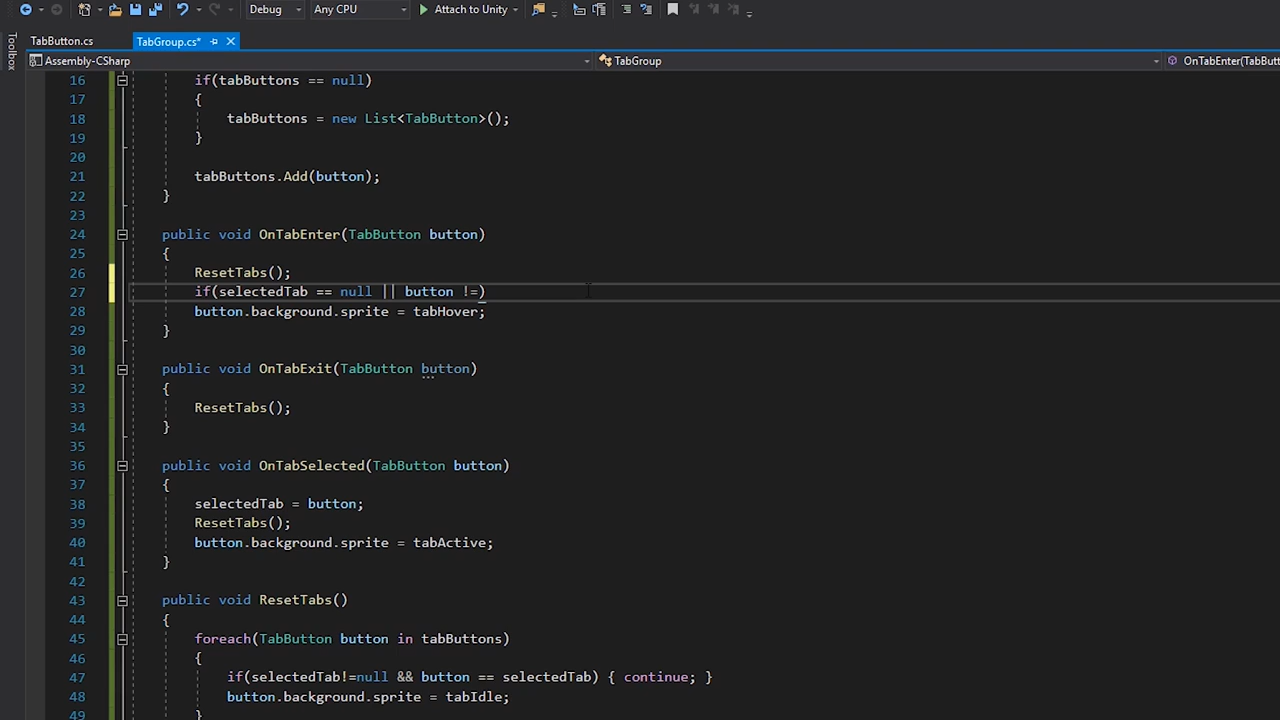 Debug
Any CPU
Attach to Unity
Toolbox
TabButton.cs
TabGroup.cs*
Assembly-CSharp
TabGroup
OnTabEnter(TabButt
16 if(tabButtons == null)
17 {
18 tabButtons = new List<TabButton>();
19 }
20
21 tabButtons.Add(button);
22 }
23
24 public void OnTabEnter(TabButton button)
25 {
26 ResetTabs();
27 if(selectedTab == null || button !=)
28 button.background.sprite = tabHover;
29 }
30
31 public void OnTabExit(TabButton button)
32 {
33 ResetTabs();
34 }
35
36 public void OnTabSelected(TabButton button)
37 {
38 selectedTab = button;
39 ResetTabs();
40 button.background.sprite = tabActive;
41 }
42
43 public void ResetTabs()
44 {
45 foreach(TabButton button in tabButtons)
46 {
47 if(selectedTab!=null && button == selectedTab) { continue; }
48 button.background.sprite = tabIdle;
49 }